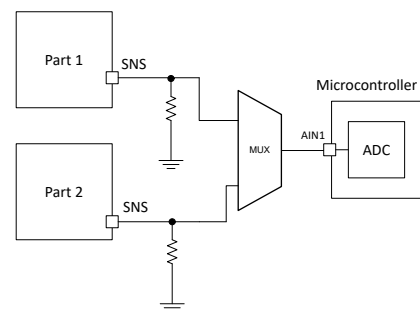 Part 1
SNS
Microcontroller
MUX
AIN1
ADC
Part 2
SNS